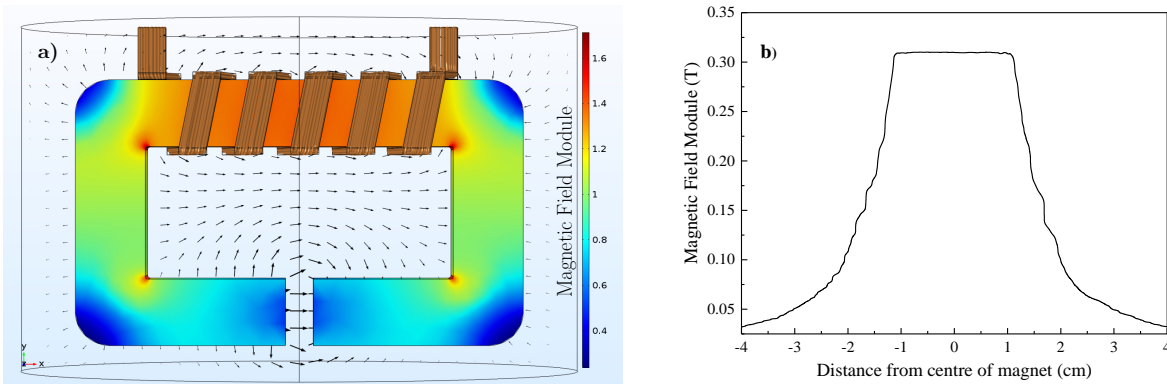 a)
Magnetic Field Module
1.6
1.4
1.2
1
0.8
0.6
0.4
y
x
b)
Magnetic Field Module (T)
0.35
0.30
0.25
0.20
0.15
0.10
0.05
-4 -3 -2 -1 0 1 2 3 4
Distance from centre of magnet (cm)